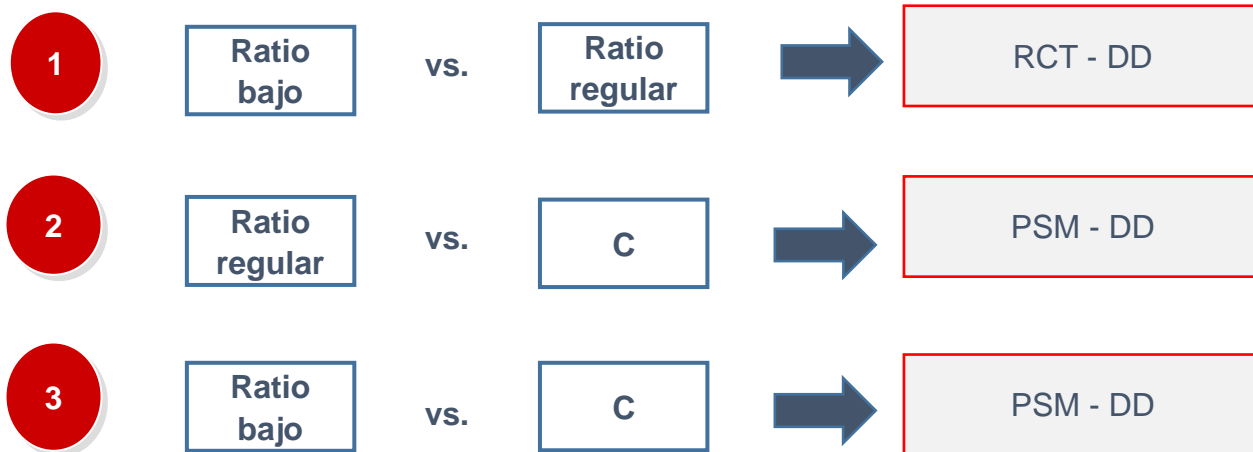 1
Ratio
bajo
vs.
Ratio
regular
RCT - DD
2
Ratio
regular
vs.
C
PSM - DD
3
Ratio
bajo
vs.
C
PSM - DD